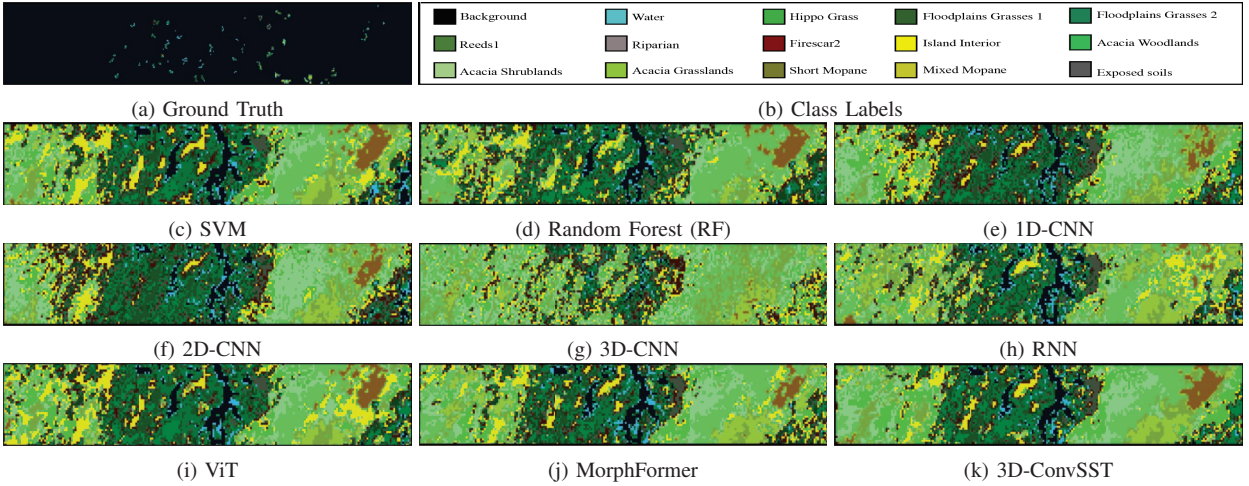 Background Water Hippo Grass Floodplains Grasses 1 Floodplains Grasses 2
Reeds1 Riparian Firescar2 Island Interior Acacia Woodlands
Acacia Shrublands Acacia Grasslands Short Mopane Mixed Mopane Exposed soils
(a) Ground Truth (b) Class Labels
(c) SVM (d) Random Forest (RF) (e) 1D-CNN
(f) 2D-CNN (g) 3D-CNN (h) RNN
(i) ViT (j) MorphFormer (k) 3D-ConvSST